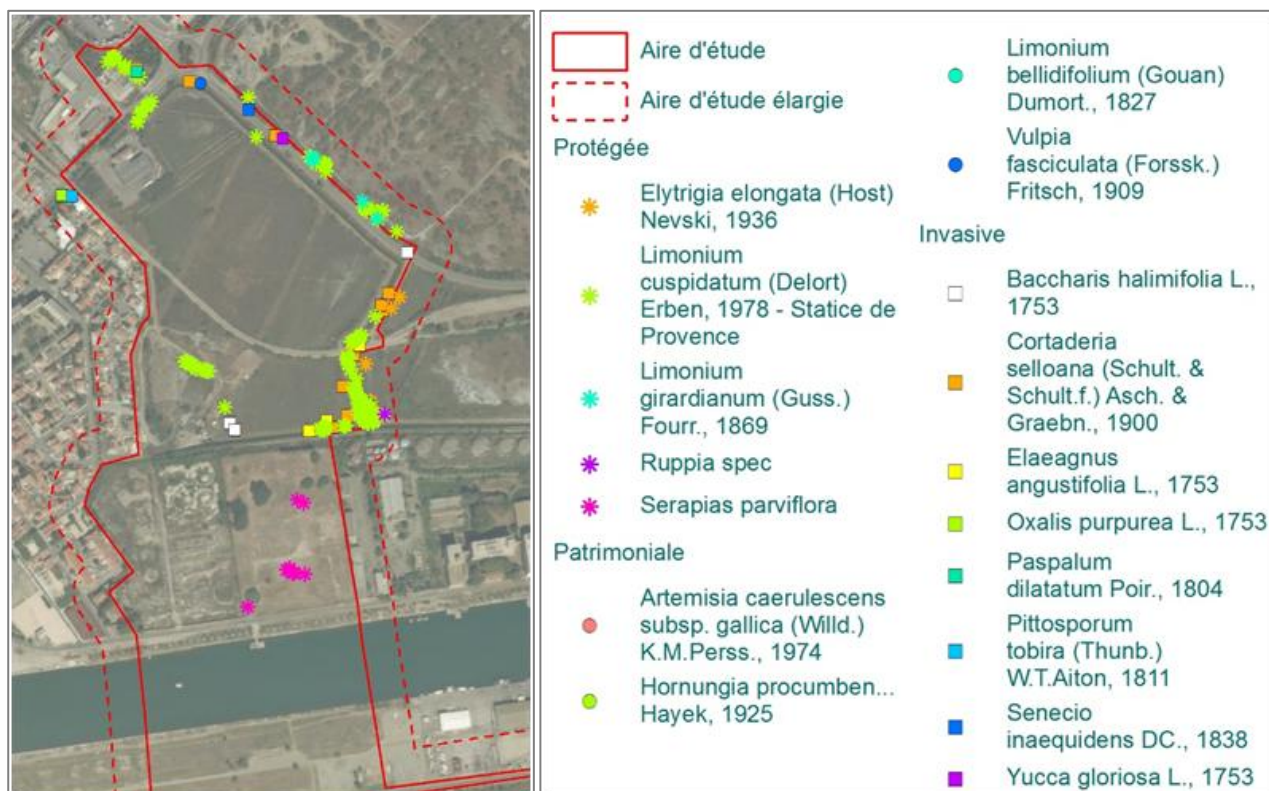 Aire d'étude
Aire d'étude élargie
Protégée
Elytrigia elongata (Host)
Nevski, 1936
Limonium
cuspidatum (Delort)
Erben, 1978 - Statice de
Provence
Limonium
girardianum (Guss.)
Fourr., 1869
Ruppia spec
Serapias parviflora
Patrimoniale
Artemisia caerulescens
subsp. gallica (Willd.)
K.M.Perss., 1974
Hornungia procumben...
Hayek, 1925
Limonium
bellidifolium (Gouan)
Dumort., 1827
Vulpia
fasciculata (Forssk.)
Fritsch, 1909
Invasive
Baccharis halimifolia L.,
1753
Cortaderia
selloana (Schult. &
Schult.f.) Asch. &
Graebn., 1900
Elaeagnus
angustifolia L., 1753
Oxalis purpurea L., 1753
Paspalum
dilatatum Poir., 1804
Pittosporum
tobira (Thunb.)
W.T.Aiton, 1811
Senecio
inaequidens DC., 1838
Yucca gloriosa L., 1753